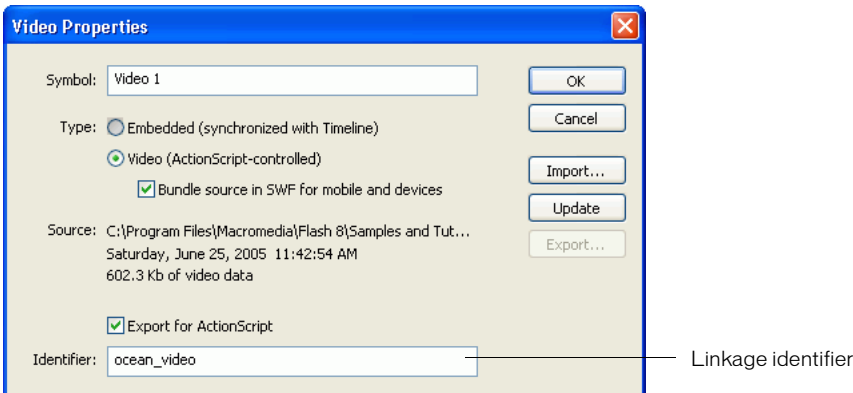 Video Properties
Symbol: Video 1
OK
Cancel
Type: Embedded (synchronized with Timeline)
Video (ActionScript-controlled)
Bundle source in SWF for mobile and devices
Import...
Update
Export...
Source: C:\Program Files\Macromedia\Flash 8\Samples and Tut...
Saturday, June 25, 2005 11:42:54 AM
602.3 Kb of video data
Export for ActionScript
Identifier: ocean_video
Linkage identifier